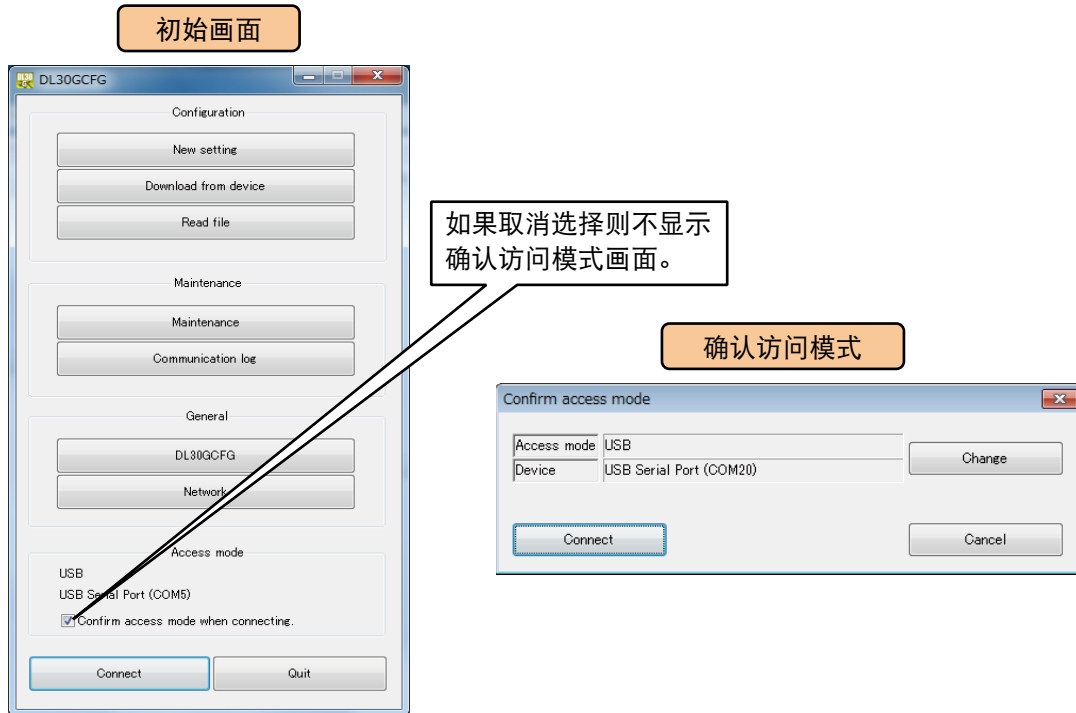 初始画面
DL30GCFG
Configuration
New setting
Download from device
Read file
Maintenance
Maintenance
Communication log
General
DL30GCFG
Network
Access mode
USB
USB Serial Port (COM5)
Confirm access mode when connecting.
Connect
Quit
如果取消选择则不显示
确认访问模式画面。
确认访问模式
Confirm access mode
Access mode USB
Device USB Serial Port (COM20)
Change
Connect
Cancel